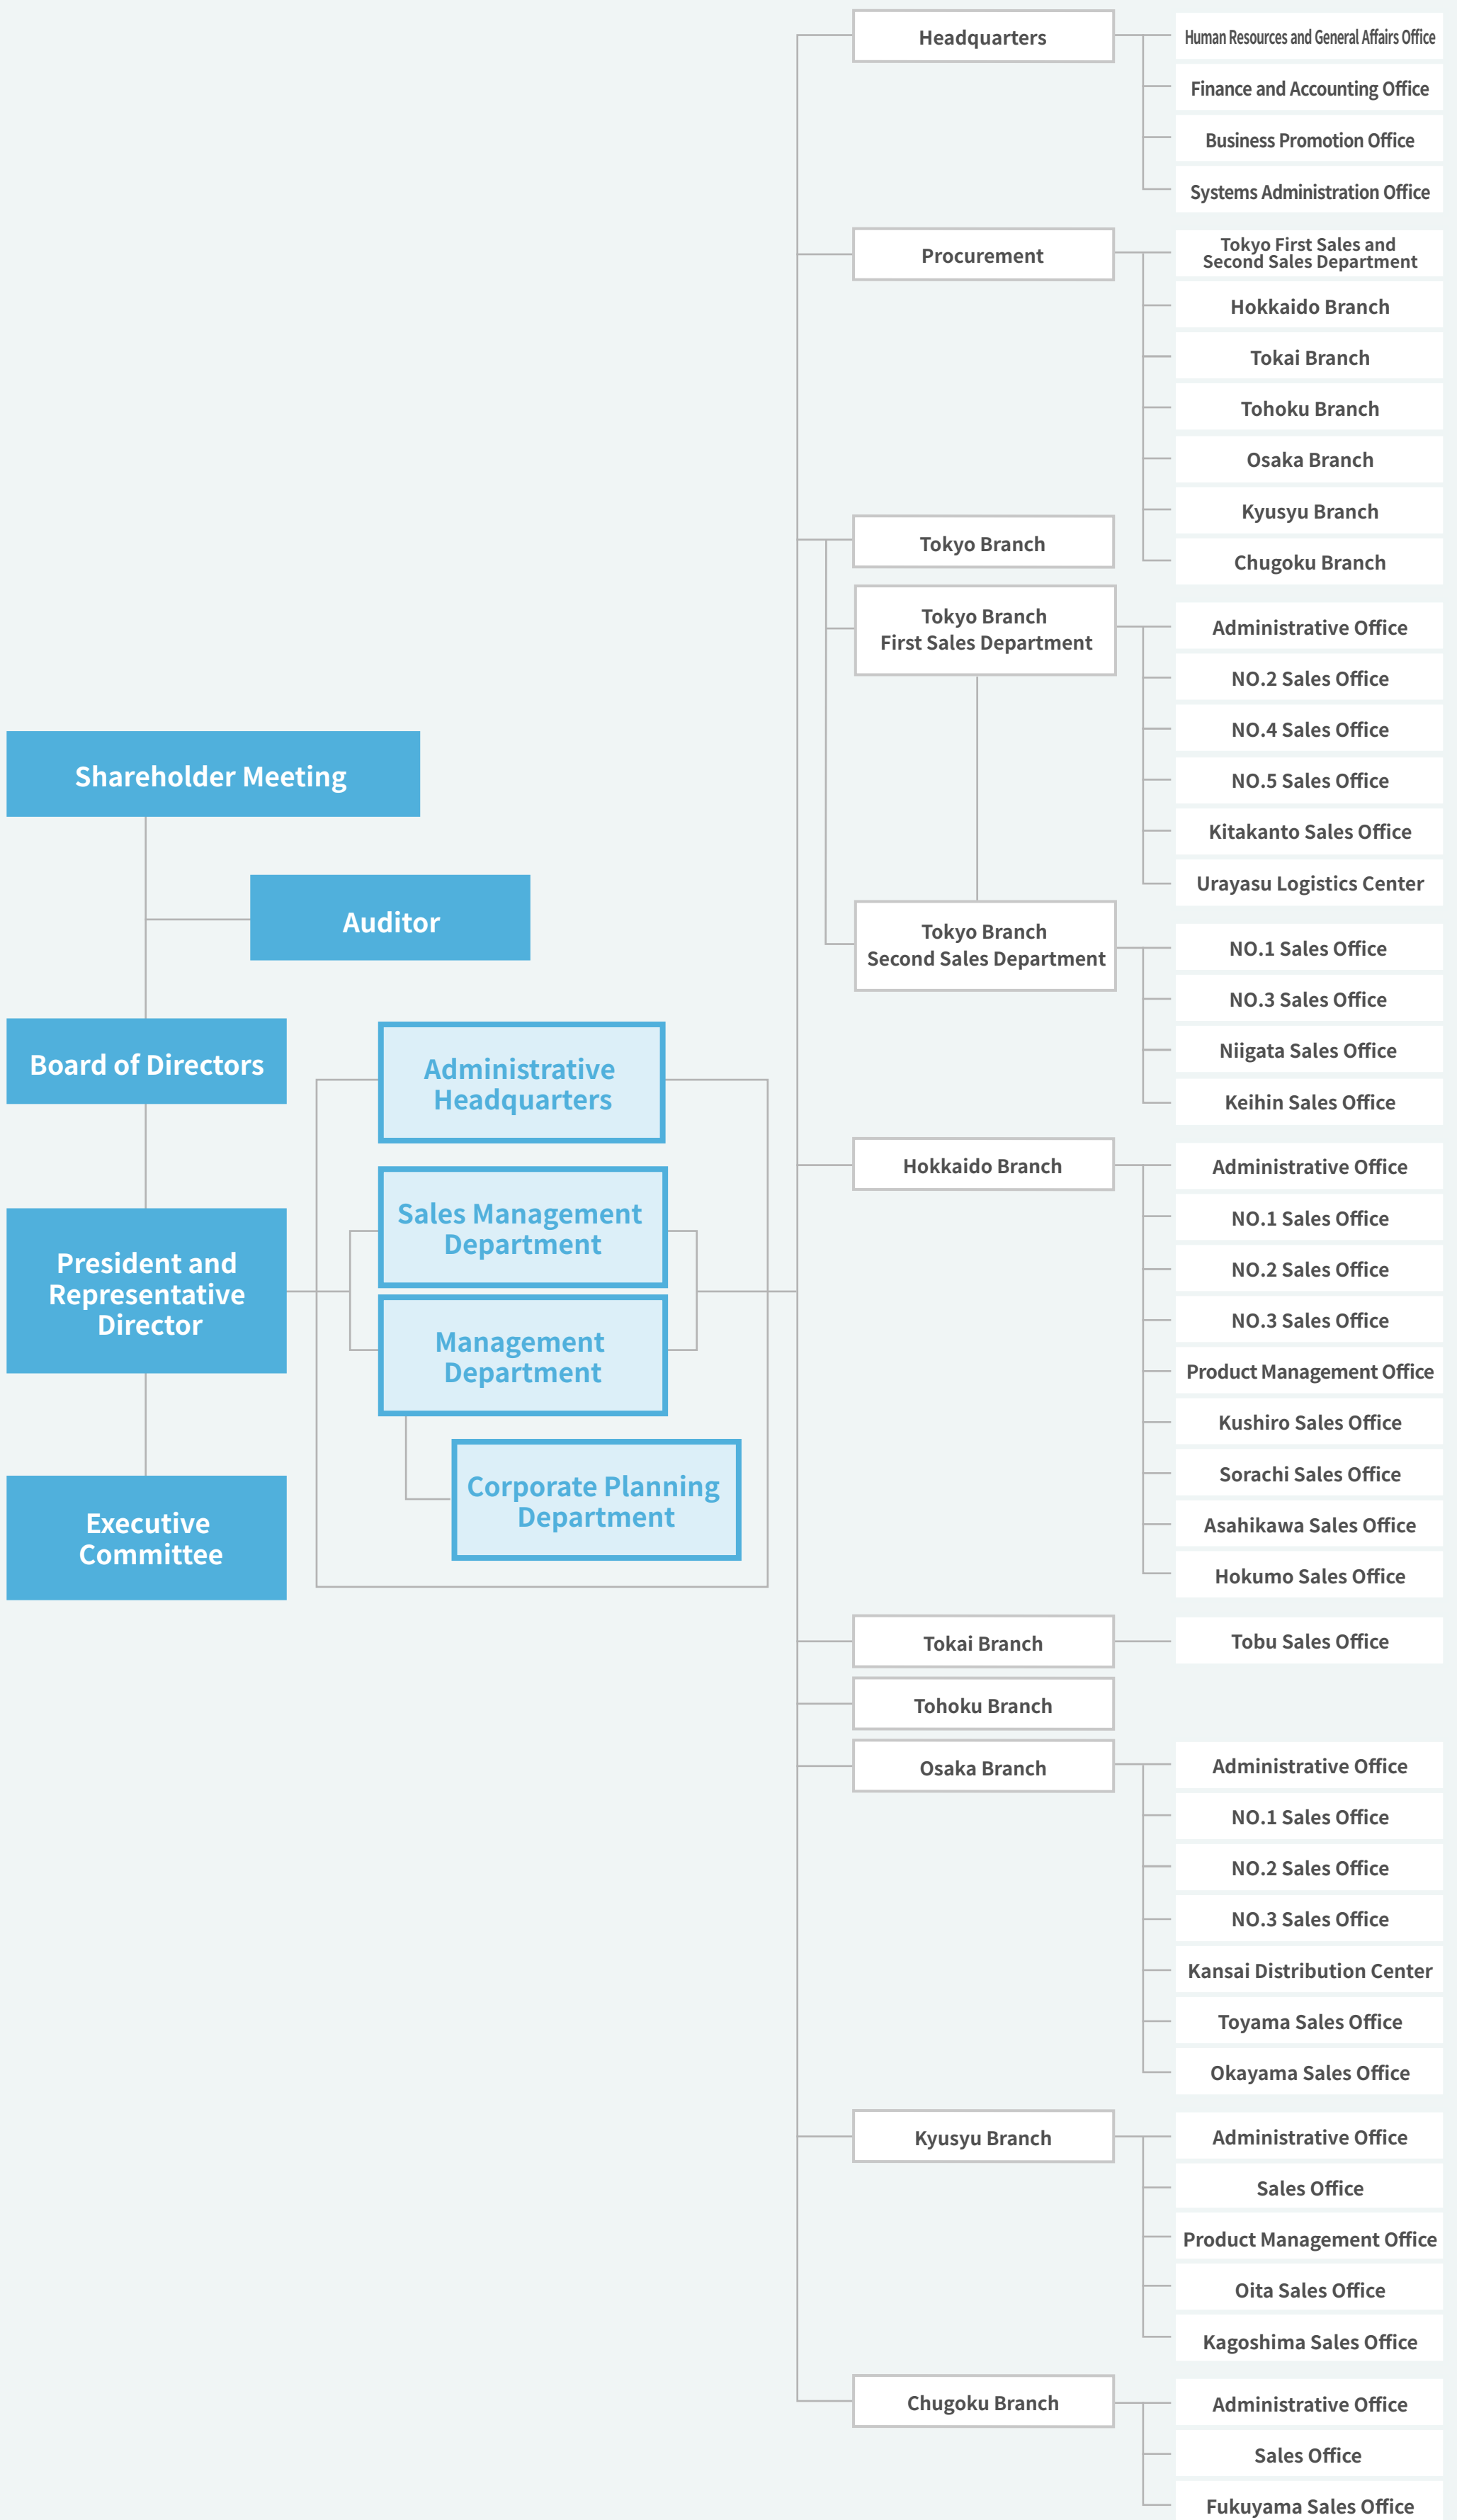 Shareholder Meeting
Auditor
Board of Directors
President and
Representative
Director
Executive
Committee
Administrative
Headquarters
Sales Management
Department
Management
Department
Corporate Planning
Department
Headquarters
Human Resources and General Affairs Office
Finance and Accounting Office
Business Promotion Office
Systems Administration Office
Procurement
Tokyo First Sales and
Second Sales Department
Hokkaido Branch
Tokai Branch
Tohoku Branch
Osaka Branch
Kyusyu Branch
Chugoku Branch
Tokyo Branch
Tokyo Branch
First Sales Department
Administrative Office
NO.2 Sales Office
NO.4 Sales Office
NO.5 Sales Office
Kitakanto Sales Office
Urayasu Logistics Center
Tokyo Branch
Second Sales Department
NO.1 Sales Office
NO.3 Sales Office
Niigata Sales Office
Keihin Sales Office
Hokkaido Branch
Administrative Office
NO.1 Sales Office
NO.2 Sales Office
NO.3 Sales Office
Product Management Office
Kushiro Sales Office
Sorachi Sales Office
Asahikawa Sales Office
Hokumo Sales Office
Tokai Branch
Tobu Sales Office
Tohoku Branch
Osaka Branch
Administrative Office
NO.1 Sales Office
NO.2 Sales Office
NO.3 Sales Office
Kansai Distribution Center
Toyama Sales Office
Okayama Sales Office
Kyusyu Branch
Administrative Office
Sales Office
Product Management Office
Oita Sales Office
Kagoshima Sales Office
Chugoku Branch
Administrative Office
Sales Office
Fukuyama Sales Office